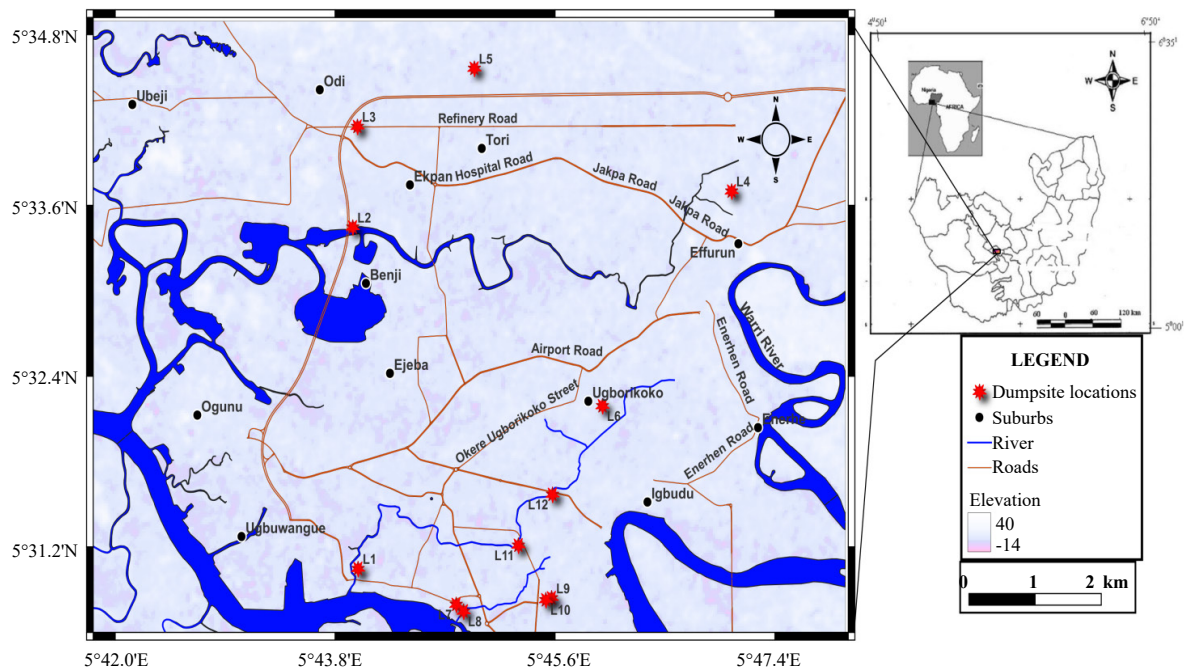 5°34.8'N
5°33.6'N
5°32.4'N
5°31.2'N
5°42.0'E
5°43.8'E
5°45.6'E
5°47.4'E
L5
Odi
Ubeji
L3
Refinery Road
Tori
N
W
E
S
Ekpan
Hospital Road
Jakpa Road
L4
Jakpa Road
L2
Effurun
Benji
Warri River
Enerhen Road
Airport Road
Ejeba
Okere Ugborikoko Street
Ugborikoko
L6
Ogunu
Enerhen Road
L12
Igbudu
Ugbuwangue
L11
L1
L9
L10
L7
L8
6°50'
6°35'
N
W
E
S
Nigeria
AFRICA
60
0
60
120 km
5°00'
LEGEND
Dumpsite locations
Suburbs
River
Roads
Elevation
40
-14
0
1
2 km